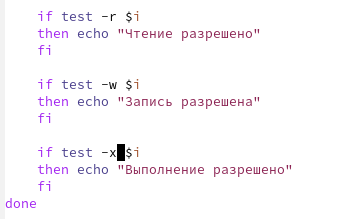 if test -r $i
then echo "Чтение разрешено"
fi
if test -w $i
then echo "Запись разрешена"
fi
if test -x $i
then echo "Выполнение разрешено"
fi
done